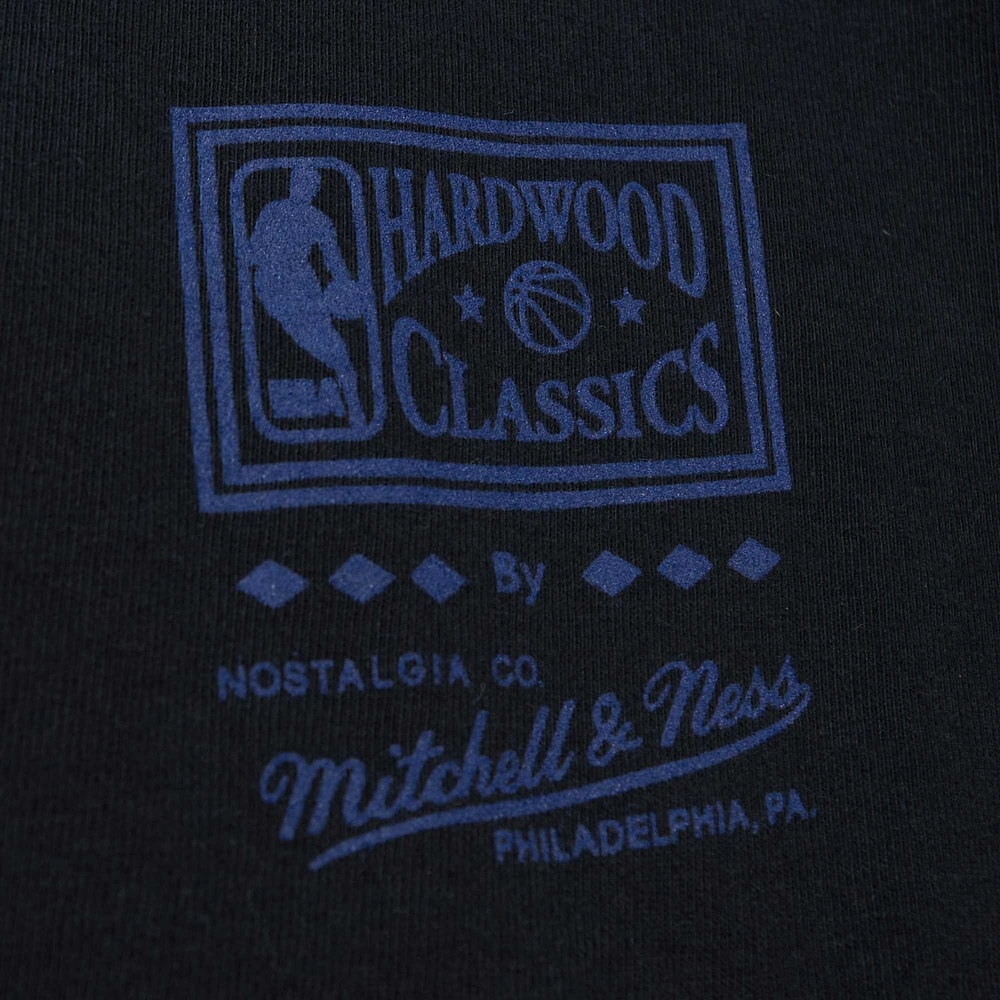 HARDWOOD
CLASSICS
By
NOSTALGIA CO.
Mitchell & Ness
PHILADELPHIA, PA.